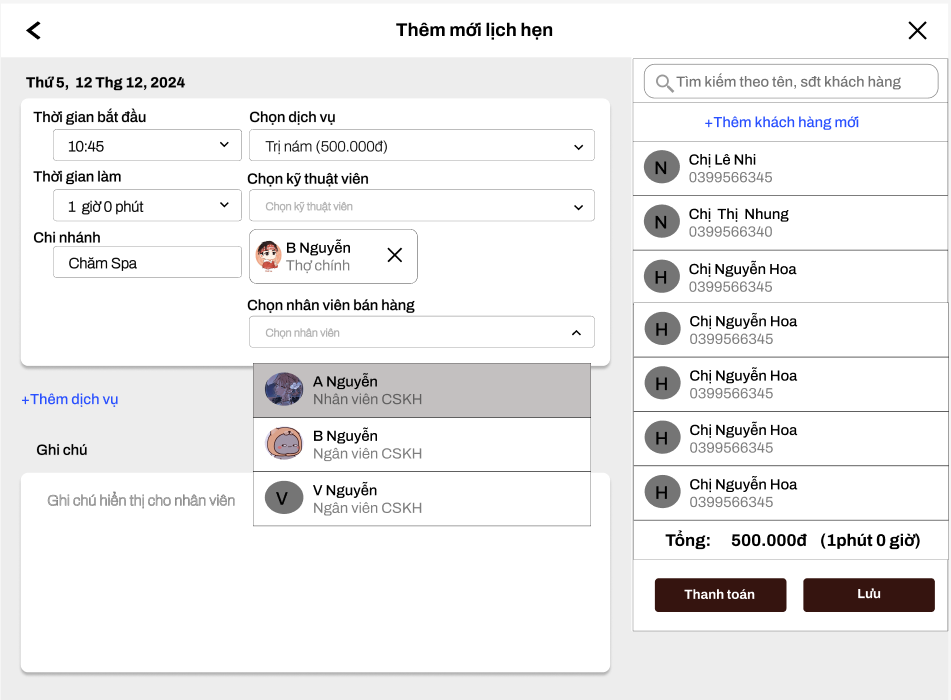 Thêm mới lịch hẹn
Thứ 5, 12 Thg 12, 2024
Thời gian bắt đầu
10:45
Thời gian làm
1 giờ 0 phút
Chi nhánh
Chăm Spa
Chọn dịch vụ
Trị nám (500.000đ)
Chọn kỹ thuật viên
Chọn kỹ thuật viên
B Nguyễn
Thợ chính
Chọn nhân viên bán hàng
Chọn nhân viên
A Nguyễn
Nhân viên CSKH
B Nguyễn
Ngân viên CSKH
V
V Nguyễn
Ngân viên CSKH
+Thêm dịch vụ
Ghi chú
Ghi chú hiển thị cho nhân viên
Tìm kiếm theo tên, sđt khách hàng
+Thêm khách hàng mới
N
Chị Lê Nhi
0399566345
N
Chị Thị Nhung
0399566340
H
Chị Nguyễn Hoa
0399566345
H
Chị Nguyễn Hoa
0399566345
H
Chị Nguyễn Hoa
0399566345
H
Chị Nguyễn Hoa
0399566345
H
Chị Nguyễn Hoa
0399566345
Tổng: 500.000đ (1phút 0 giờ)
Thanh toán
Lưu